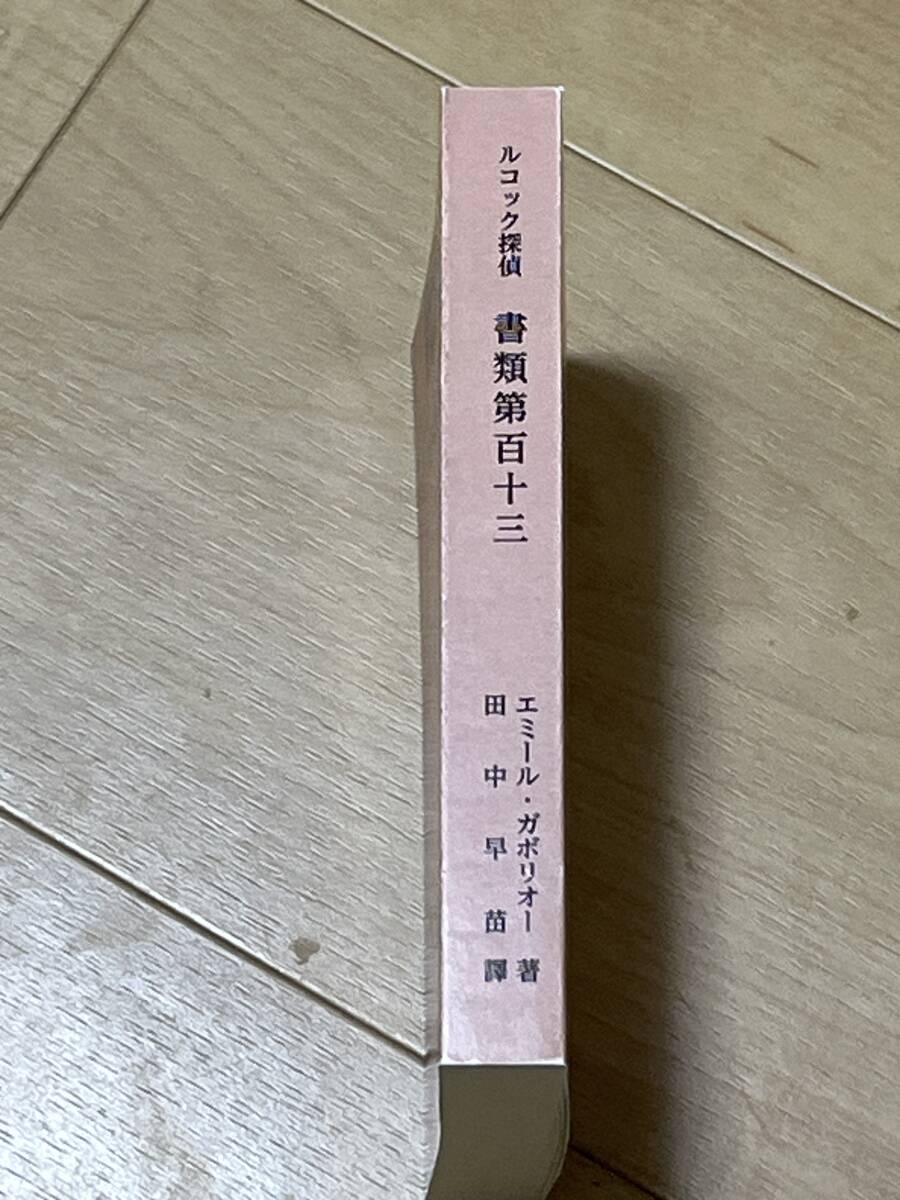 ルコック探偵　書類第百十三
エミール・ガボリオー　著
田中早苗　譯